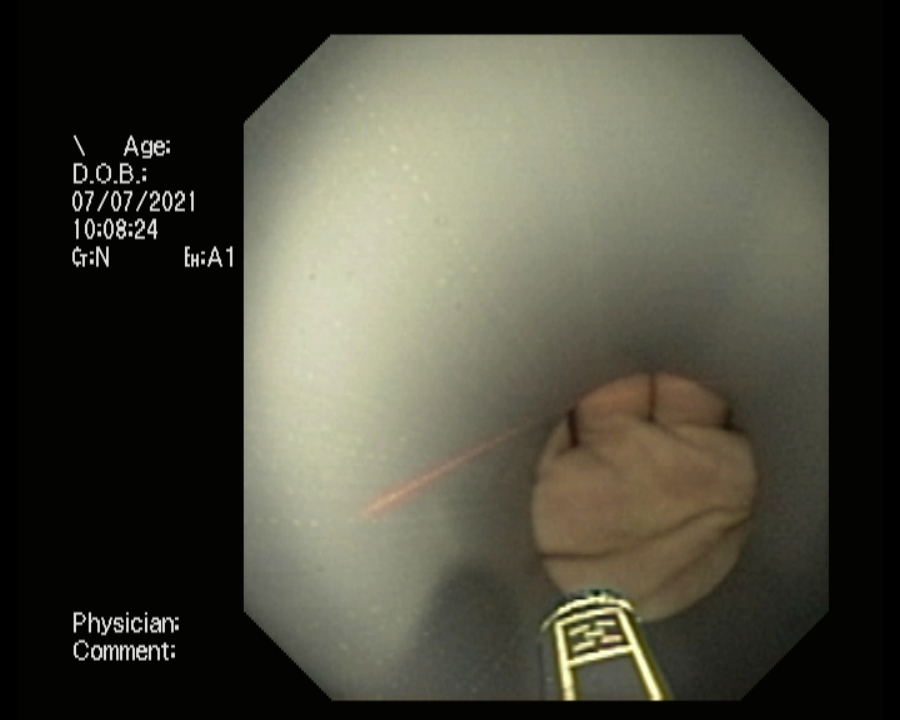 \ Age:
D.O.B.:
07/07/2021
10:08:24
Cr:N EH:A1
Physician:
Comment: